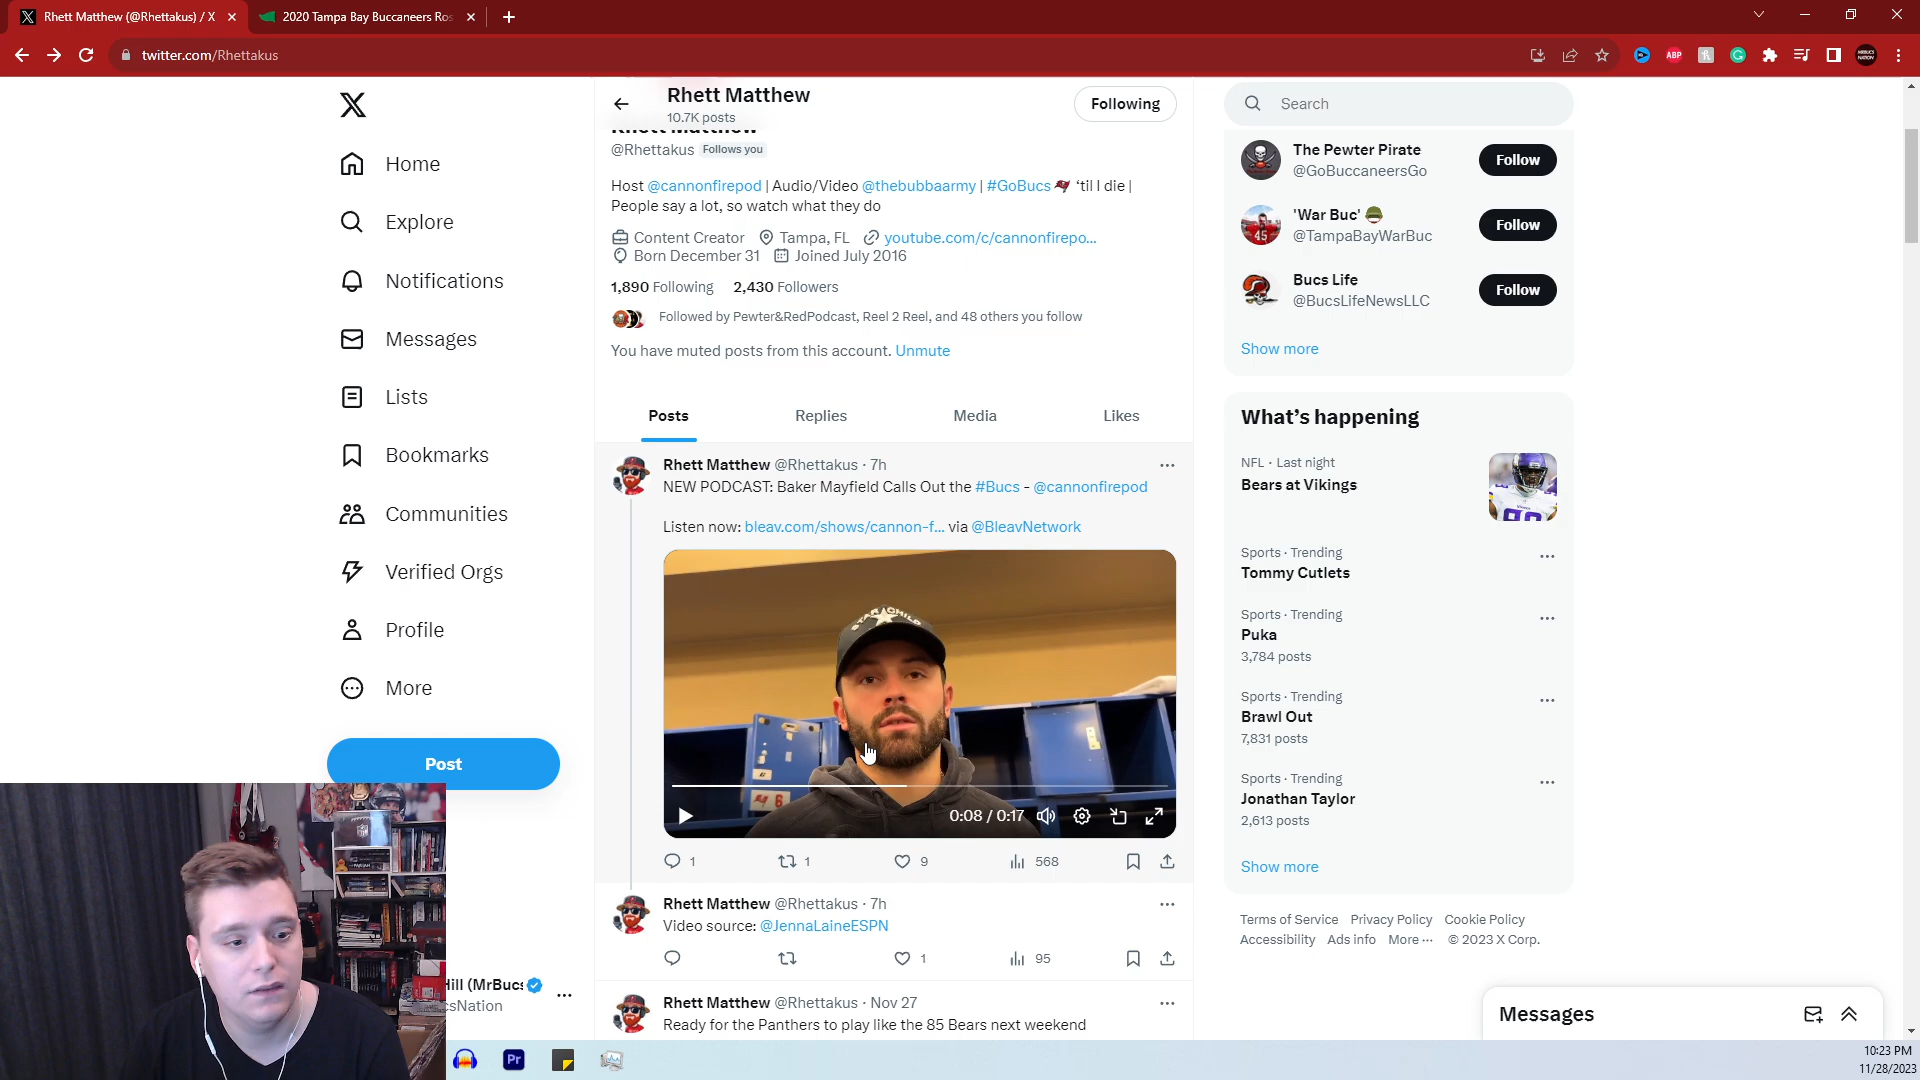 Rhett Matthew (@Rhettakus) / X
2020 Tampa Bay Buccaneers Ros
twitter.com/Rhettakus
ABP
Rhett Matthew
10.7K posts
Following
@Rhettakus Follows you
Host @cannonfirepod | Audio/Video @thebubbaarmy | #GoBucs 'til I die |
People say a lot, so watch what they do
Content Creator Tampa, FL youtube.com/c/cannonfirepo...
Born December 31 Joined July 2016
1,890 Following 2,430 Followers
Followed by Pewter&RedPodcast, Reel 2 Reel, and 48 others you follow
You have muted posts from this account. Unmute
Posts Replies Media Likes
Rhett Matthew @Rhettakus · 7h
NEW PODCAST: Baker Mayfield Calls Out the #Bucs - @cannonfirepod
Listen now: bleav.com/shows/cannon-f... via @BleavNetwork
STAR CHILD
0:08 / 0:17
1 1 9 568
Rhett Matthew @Rhettakus · 7h
Video source: @JennaLaineESPN
1 95
Rhett Matthew @Rhettakus · Nov 27
Ready for the Panthers to play like the 85 Bears next weekend
Home
Explore
Notifications
Messages
Lists
Bookmarks
Communities
Verified Orgs
Profile
More
Post
Hill (MrBucs
csNation
Search
The Pewter Pirate
@GoBuccaneersGo
Follow
'War Buc'
@TampaBayWarBuc
Follow
Bucs Life
@BucsLifeNewsLLC
Follow
Show more
What's happening
NFL · Last night
Bears at Vikings
Sports · Trending
Tommy Cutlets
Sports · Trending
Puka
3,784 posts
Sports · Trending
Brawl Out
7,831 posts
Sports · Trending
Jonathan Taylor
2,613 posts
Show more
Terms of Service Privacy Policy Cookie Policy
Accessibility Ads info More ··· © 2023 X Corp.
Messages
Pr
10:23 PM
11/28/2023